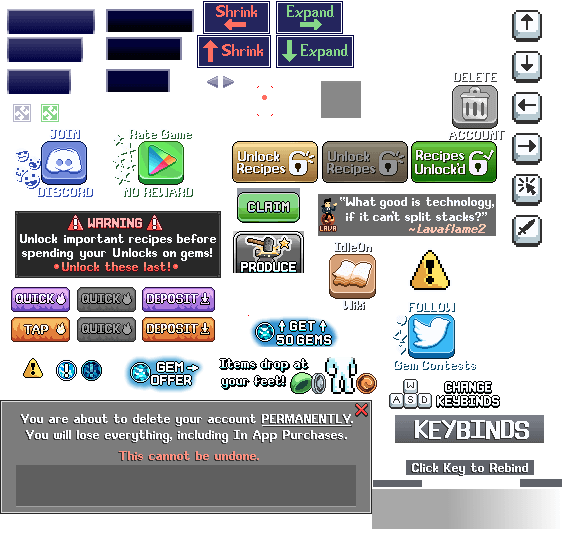 Shrink
Expand
Shrink
Expand
DELETE
ACCOUNT
JOIN
DISCORD
Rate Game
NO REWARD
Unlock
Recipes
Unlock
Recipes
Recipes
Unlock'd
CLAIM
"What good is technology,
if it can't split stacks?"
~Lavaflame2
LAVA
WARNING
Unlock important recipes before
spending your Unlocks on gems!
•Unlock these last!•
PRODUCE
IdleOn
Wiki
QUICK
QUICK
DEPOSIT
TAP
QUICK
DEPOSIT
GET
50 GEMS
FOLLOW
Gem Contests
GEM
OFFER
Items drop at
your feet!
W
A S D
CHANGE
KEYBINDS
You are about to delete your account PERMANENTLY.
You will lose everything, including In App Purchases.
This cannot be undone.
KEYBINDS
Click Key to Rebind